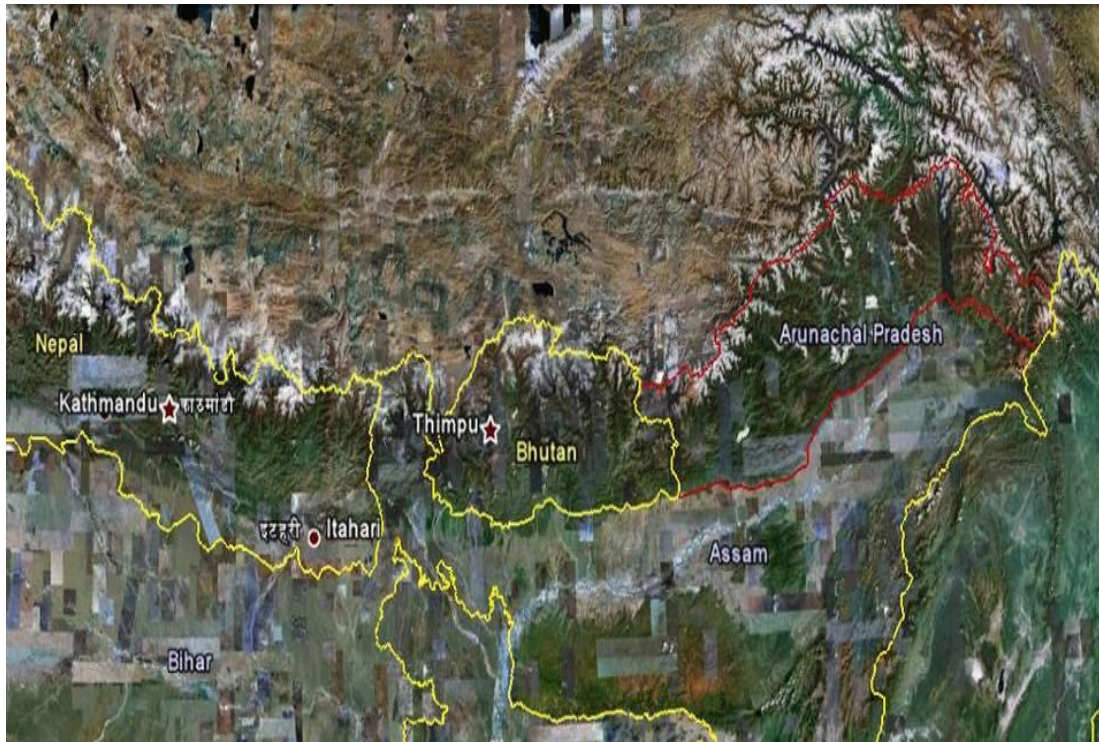 Arunachal Pradesh
Nepal
Kathmandu काठमांडौ
Thimpu
Bhutan
इटहरी Itahari
Assam
Bihar